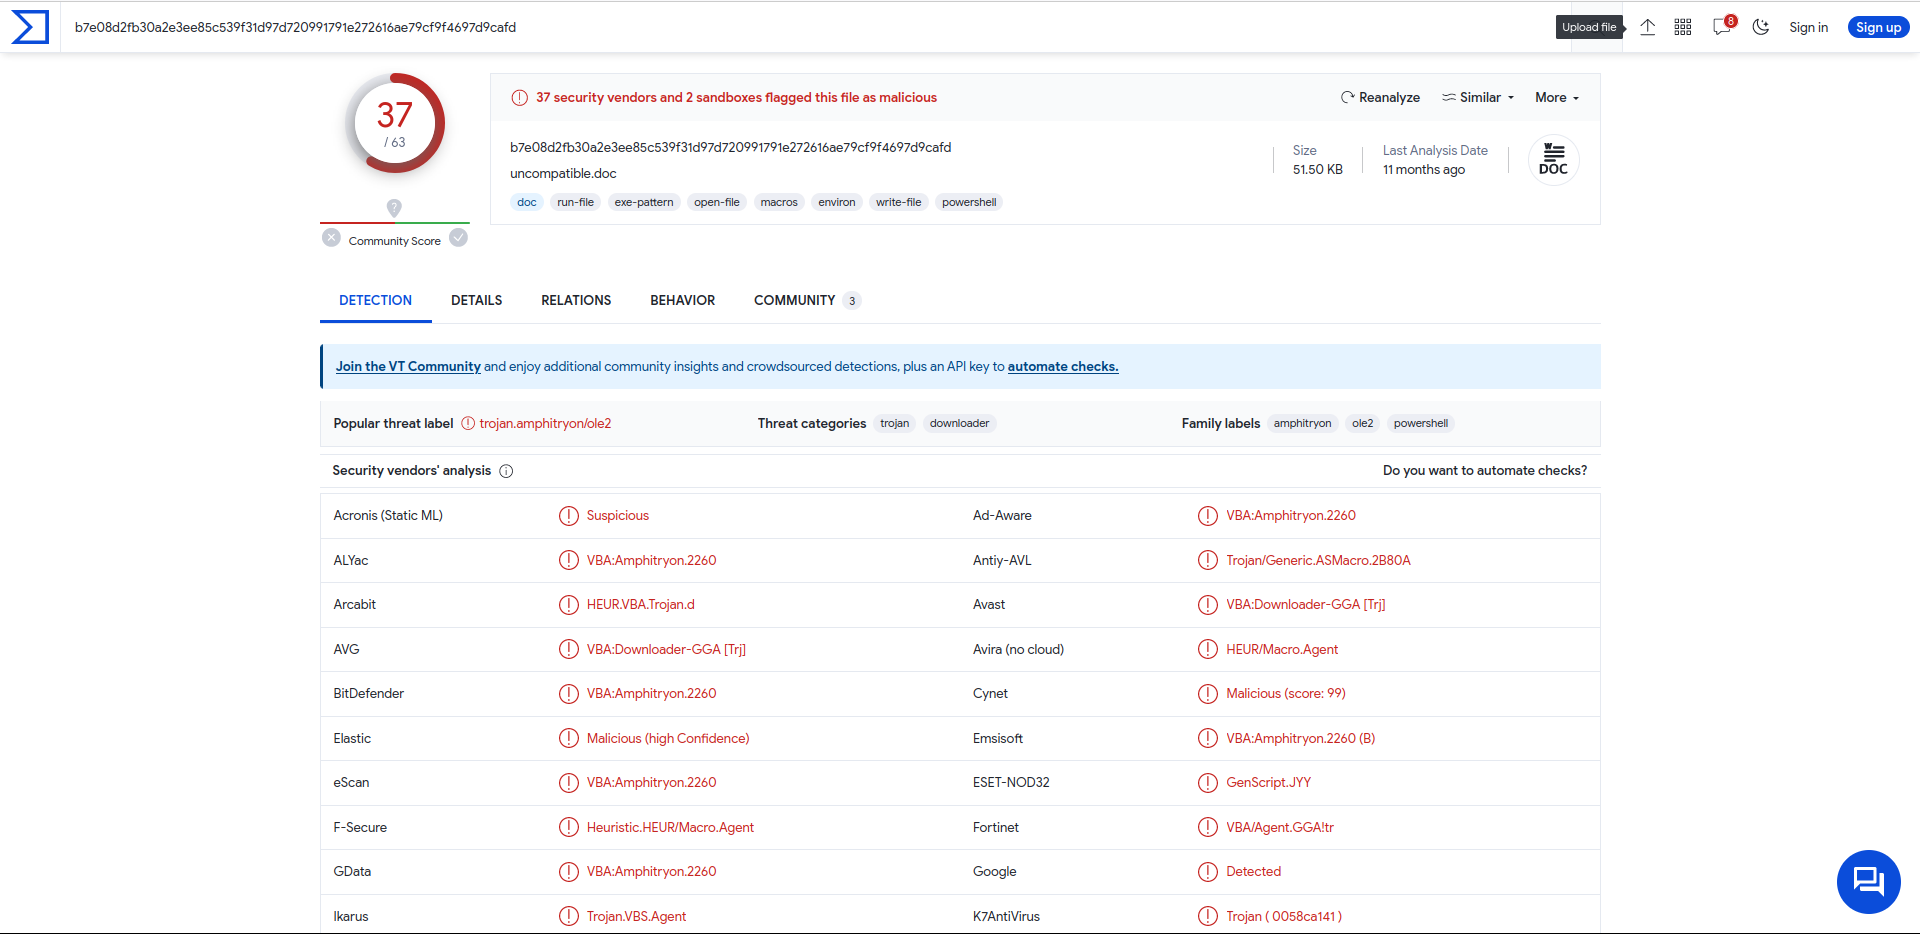 b7e08d2fb30a2e3ee85c539f31d97d720991791e272616ae79cf9f4697d9cafd
Upload file
8
Sign in
Sign up
37
/ 63
37 security vendors and 2 sandboxes flagged this file as malicious
Reanalyze
Similar
More
b7e08d2fb30a2e3ee85c539f31d97d720991791e272616ae79cf9f4697d9cafd
uncompatible.doc
Size
51.50 KB
Last Analysis Date
11 months ago
W
DOC
doc run-file exe-pattern open-file macros environ write-file powershell
?
Community Score
DETECTION DETAILS RELATIONS BEHAVIOR COMMUNITY 3
Join the VT Community and enjoy additional community insights and crowdsourced detections, plus an API key to automate checks.
Popular threat label trojan.amphitryon/ole2 Threat categories trojan downloader Family labels amphitryon ole2 powershell
Security vendors' analysis Do you want to automate checks?
Acronis (Static ML) Suspicious Ad-Aware VBA:Amphitryon.2260
ALYac VBA:Amphitryon.2260 Antiy-AVL Trojan/Generic.ASMacro.2B80A
Arcabit HEUR.VBA.Trojan.d Avast VBA:Downloader-GGA [Trj]
AVG VBA:Downloader-GGA [Trj] Avira (no cloud) HEUR/Macro.Agent
BitDefender VBA:Amphitryon.2260 Cynet Malicious (score: 99)
Elastic Malicious (high Confidence) Emsisoft VBA:Amphitryon.2260 (B)
eScan VBA:Amphitryon.2260 ESET-NOD32 GenScript.JYY
F-Secure Heuristic.HEUR/Macro.Agent Fortinet VBA/Agent.GGA!tr
GData VBA:Amphitryon.2260 Google Detected
Ikarus Trojan.VBS.Agent K7AntiVirus Trojan ( 0058ca141 )